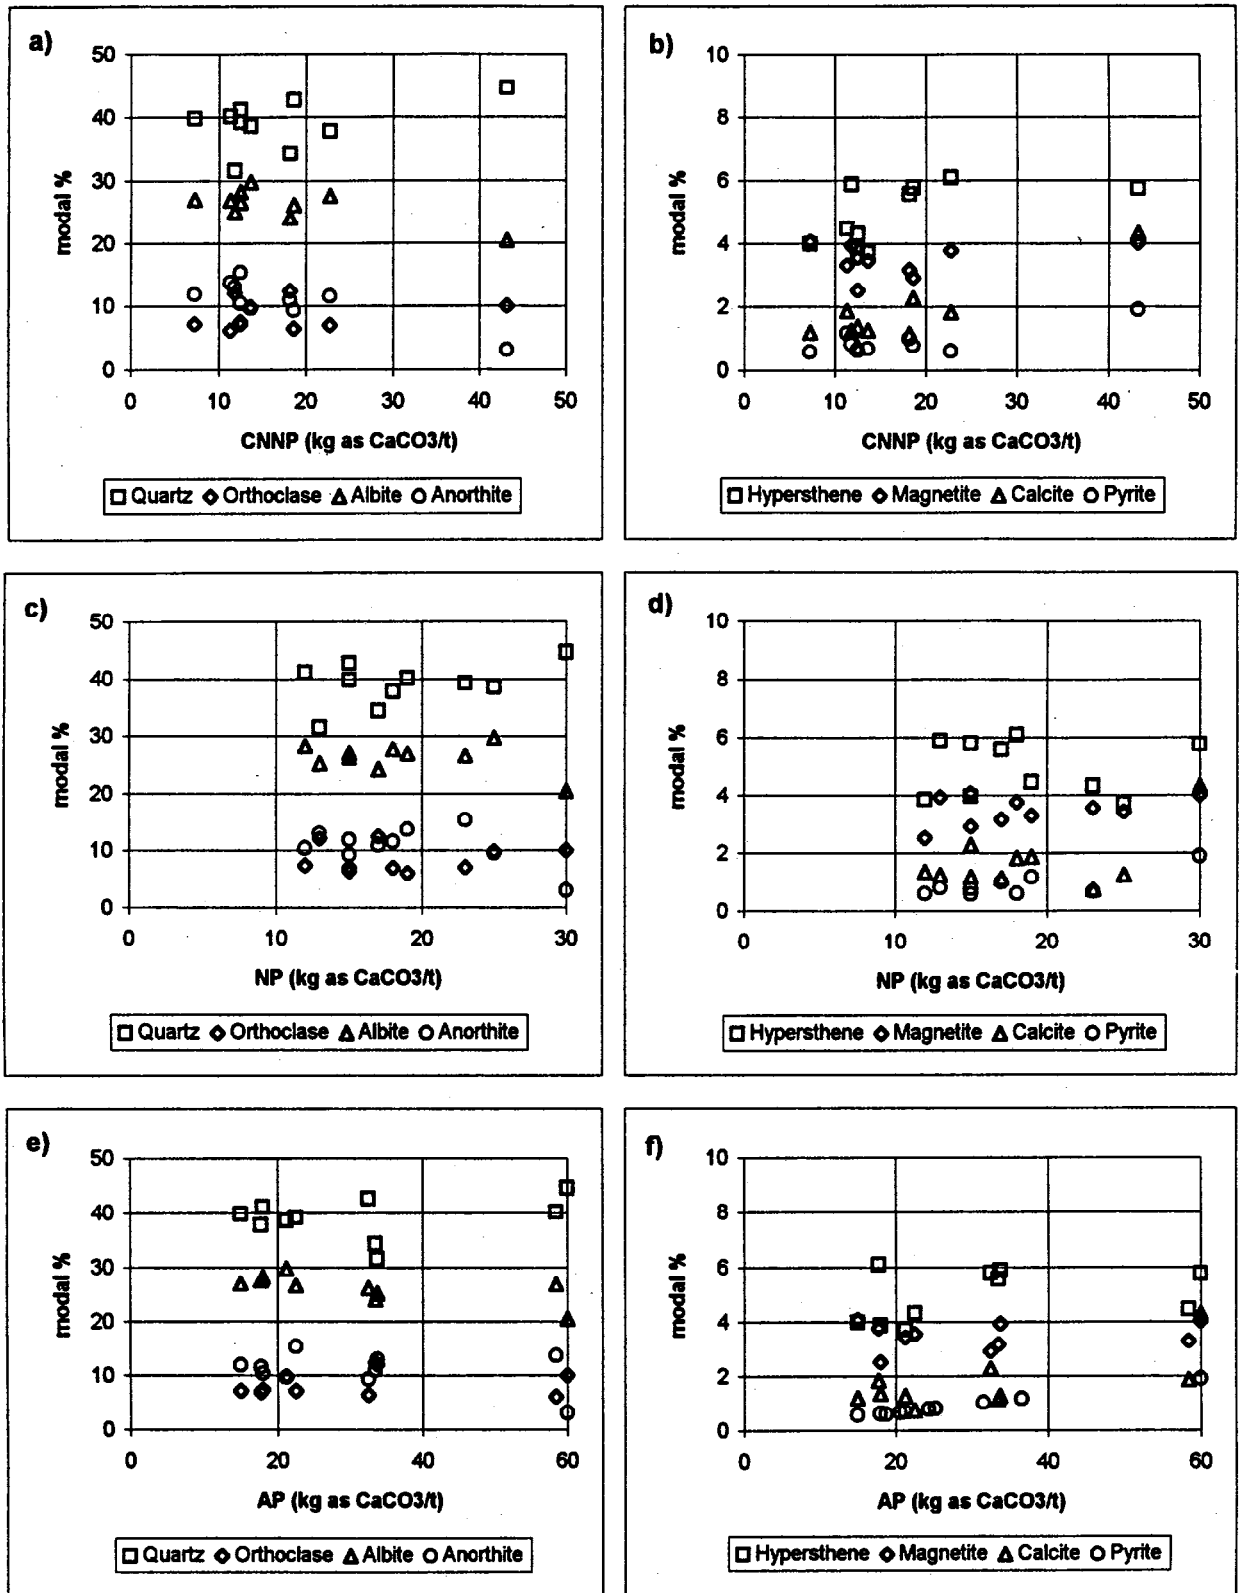 a)
50
40
30
20
10
0
modal %
0 10 20 30 40 50
CNNP (kg as CaCO3/t)
Quartz Orthoclase Albite Anorthite
b)
10
8
6
4
2
0
modal %
0 10 20 30 40 50
CNNP (kg as CaCO3/t)
Hypersthene Magnetite Calcite Pyrite
c)
50
40
30
20
10
0
modal %
0 10 20 30
NP (kg as CaCO3/t)
Quartz Orthoclase Albite Anorthite
d)
10
8
6
4
2
0
modal %
0 10 20 30
NP (kg as CaCO3/t)
Hypersthene Magnetite Calcite Pyrite
e)
50
40
30
20
10
0
modal %
0 20 40 60
AP (kg as CaCO3/t)
Quartz Orthoclase Albite Anorthite
f)
10
8
6
4
2
0
modal %
0 20 40 60
AP (kg as CaCO3/t)
Hypersthene Magnetite Calcite Pyrite